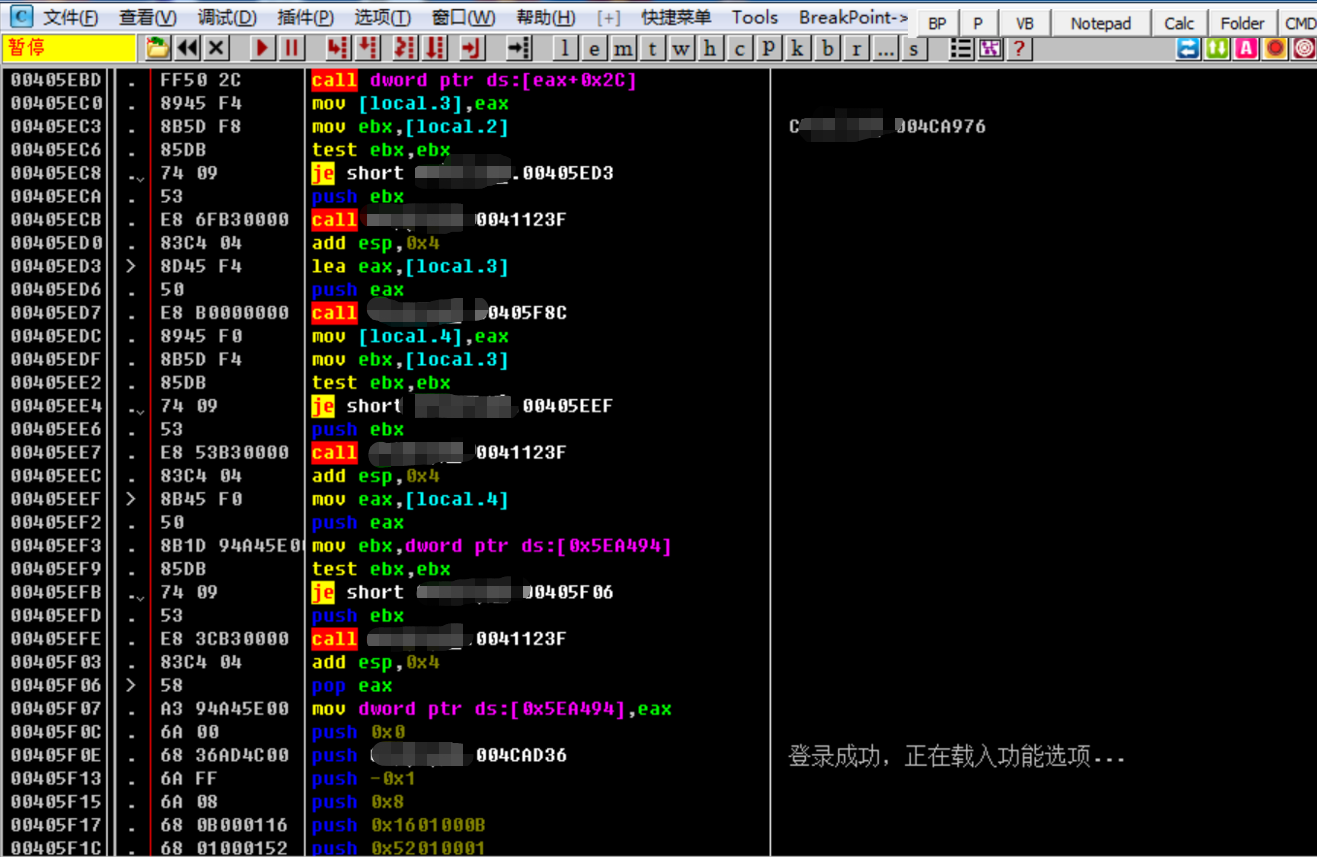 文件(F) 查看(V) 调试(D) 插件(P) 选项(T) 窗口(W) 帮助(H) [+] 快捷菜单 Tools BreakPoint-> BP P VB Notepad Calc Folder CMD
暂停 l e m t w h c P k b r ... s ? A
00405EBD . FF50 2C call dword ptr ds:[eax+0x2C]
00405EC0 . 8945 F4 mov [local.3],eax
00405EC3 . 8B5D F8 mov ebx,[local.2] 004CA976
00405EC6 . 85DB test ebx,ebx
00405EC8 . 74 09 je short .00405ED3
00405ECA . 53 push ebx
00405ECB . E8 6FB30000 call 0041123F
00405ED0 . 83C4 04 add esp,0x4
00405ED3 > 8D45 F4 lea eax,[local.3]
00405ED6 . 50 push eax
00405ED7 . E8 B0000000 call 00405F8C
00405EDC . 8945 F0 mov [local.4],eax
00405EDF . 8B5D F4 mov ebx,[local.3]
00405EE2 . 85DB test ebx,ebx
00405EE4 . 74 09 je short .00405EEF
00405EE6 . 53 push ebx
00405EE7 . E8 53B30000 call 0041123F
00405EEC . 83C4 04 add esp,0x4
00405EEF > 8B45 F0 mov eax,[local.4]
00405EF2 . 50 push eax
00405EF3 . 8B1D 94A45E0 mov ebx,dword ptr ds:[0x5EA494]
00405EF9 . 85DB test ebx,ebx
00405EFB . 74 09 je short 00405F06
00405EFD . 53 push ebx
00405EFE . E8 3CB30000 call .0041123F
00405F03 . 83C4 04 add esp,0x4
00405F06 > 58 pop eax
00405F07 . A3 94A45E00 mov dword ptr ds:[0x5EA494],eax
00405F0C . 6A 00 push 0x0
00405F0E . 68 36AD4C00 push 004CAD36 登录成功，正在载入功能选项...
00405F13 . 6A FF push -0x1
00405F15 . 6A 08 push 0x8
00405F17 . 68 0B000116 push 0x1601000B
00405F1C . 68 01000152 push 0x52010001